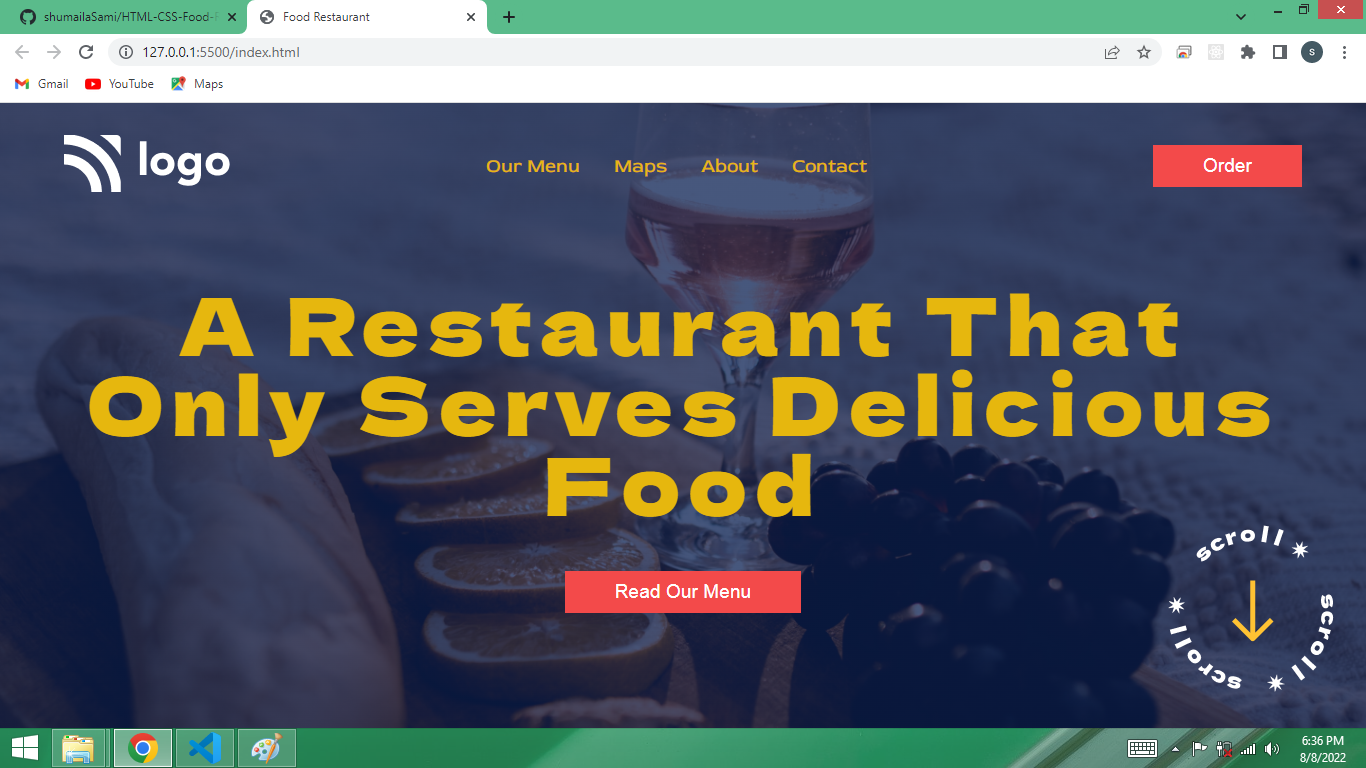 shumailaSami/HTML-CSS-Food-
Food Restaurant
127.0.0.1:5500/index.html
S
Gmail
YouTube
Maps
logo
Our Menu
Maps
About
Contact
Order
A Restaurant That
Only Serves Delicious
Food
Read Our Menu
scroll
scroll
scroll
6:36 PM
8/8/2022